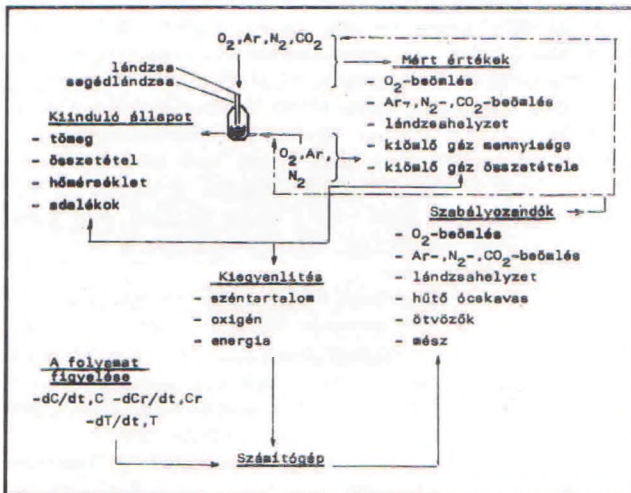 O2,Ar,N2,CO2
lándzsa
segédlándzsa
Kiinduló állapot
- tömeg
- összetétel
- hőmérséklet
- adalékok
O2,Ar,
N2
Mért értékek
- O2-beömlés
- Ar-,N2-,CO2-beömlés
- lándzsahelyzet
- kiömlő gáz mennyisége
- kiömlő gáz összetétele
Szabályozandók
- O2-beömlés
- Ar-,N2-,CO2-beömlés
- lándzsahelyzet
- hűtő ócskavas
- ötvözők
- mész
Kiegyenlítés
- széntartalom
- oxigén
- energia
A folyamat
figyelése
-dC/dt,C -dCr/dt,Cr
-dT/dt,T
Számítógép